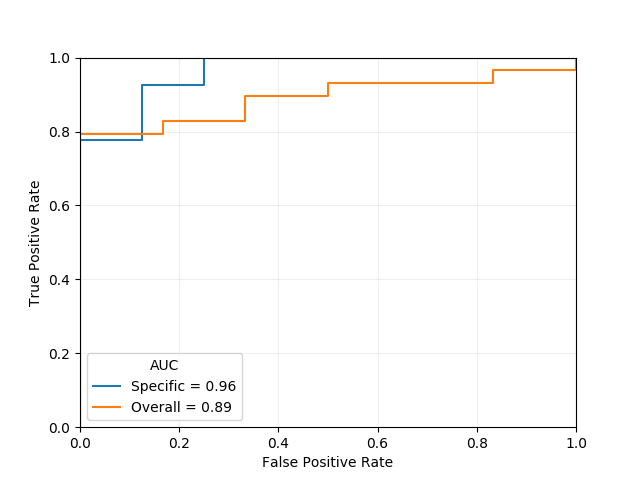 1.0
0.8
0.6
0.4
0.2
0.0
True Positive Rate
AUC
Specific = 0.96
Overall = 0.89
0.0 0.2 0.4 0.6 0.8 1.0
False Positive Rate